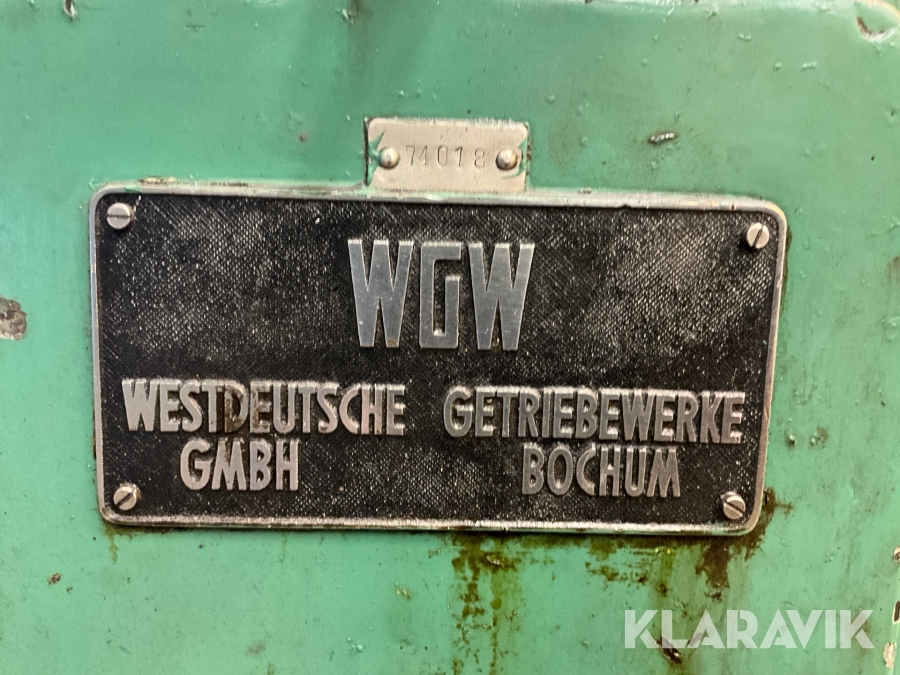 74018
WGW
WESTDEUTSCHE GETRIEBEWERKE
GMBH BOCHUM
KLARAVIK